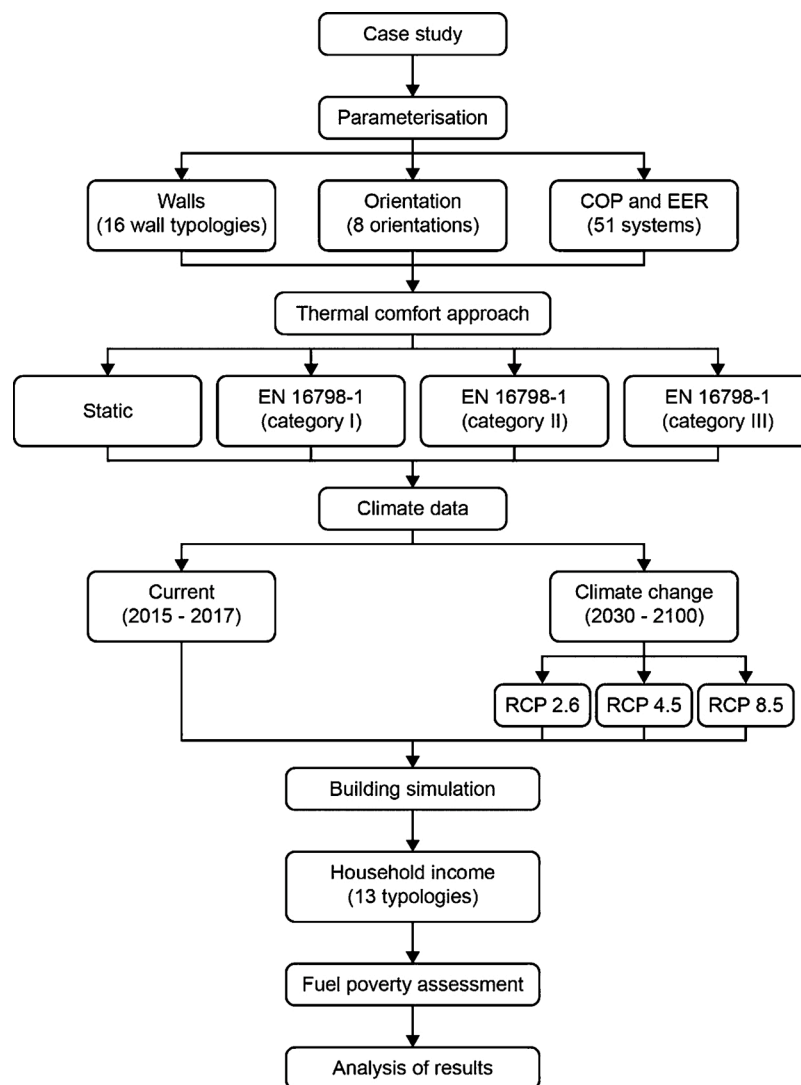 Case study
Parameterisation
Walls
(16 wall typologies)
Orientation
(8 orientations)
COP and EER
(51 systems)
Thermal comfort approach
Static
EN 16798-1
(category I)
EN 16798-1
(category II)
EN 16798-1
(category III)
Climate data
Current
(2015 - 2017)
Climate change
(2030 - 2100)
RCP 2.6
RCP 4.5
RCP 8.5
Building simulation
Household income
(13 typologies)
Fuel poverty assessment
Analysis of results